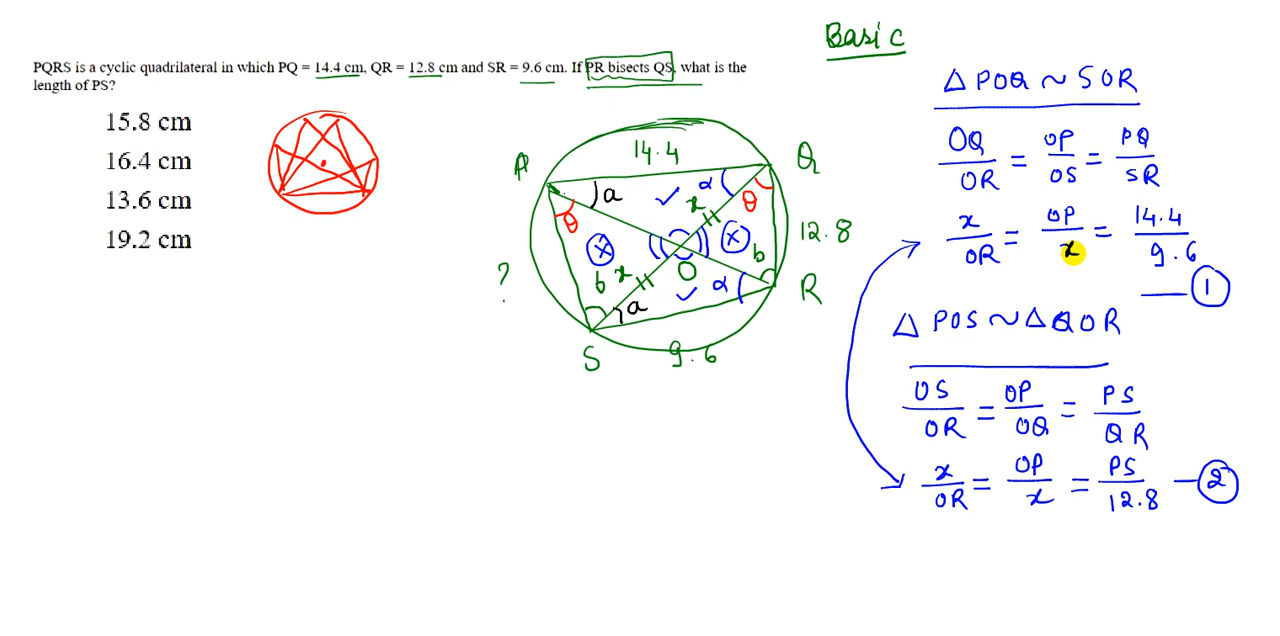 Basic
PQRS is a cyclic quadrilateral in which PQ = 14.4 cm, QR = 12.8 cm and SR = 9.6 cm. If PR bisects QS, what is the
length of PS?
15.8 cm
16.4 cm
13.6 cm
19.2 cm
P
14.4
Q
a
α
x
θ
θ
x
x
12.8
b
b
x
O
α
R
?
a
S
9.6
Δ POQ ~ SOR
OQ/OR = OP/OS = PQ/SR
x/OR = OP/x = 14.4/9.6
— 1
Δ POS ~ Δ QOR
OS/OR = OP/OQ = PS/QR
x/OR = OP/x = PS/12.8 — 2